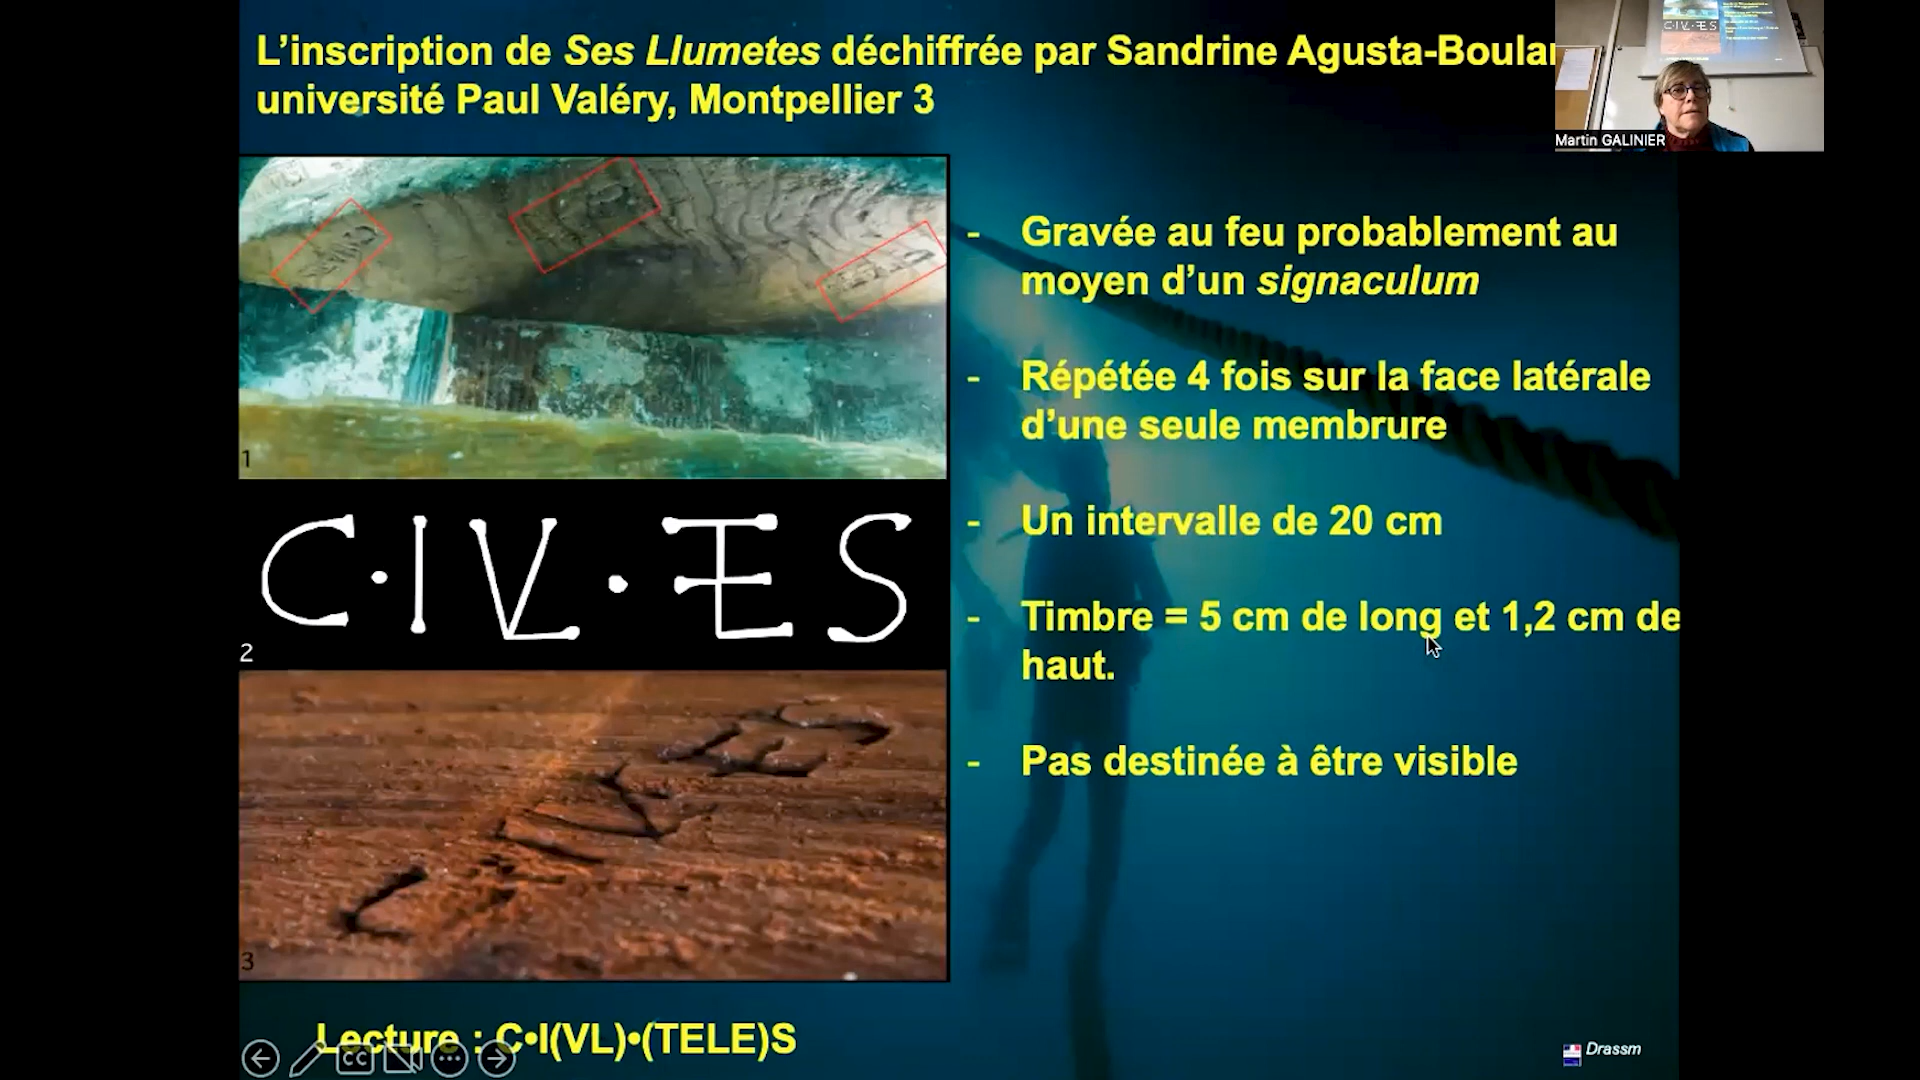 L’inscription de Ses Llumetes déchiffrée par Sandrine Agusta-Boular
université Paul Valéry, Montpellier 3
Martin GALINIER
- Gravée au feu probablement au
moyen d’un signaculum
- Répétée 4 fois sur la face latérale
d’une seule membrure
- Un intervalle de 20 cm
- Timbre = 5 cm de long et 1,2 cm de
haut.
- Pas destinée à être visible
1
C·IVL·TES
2
3
Lecture : C•I(VL)•(TELE)S
CC
Drassm